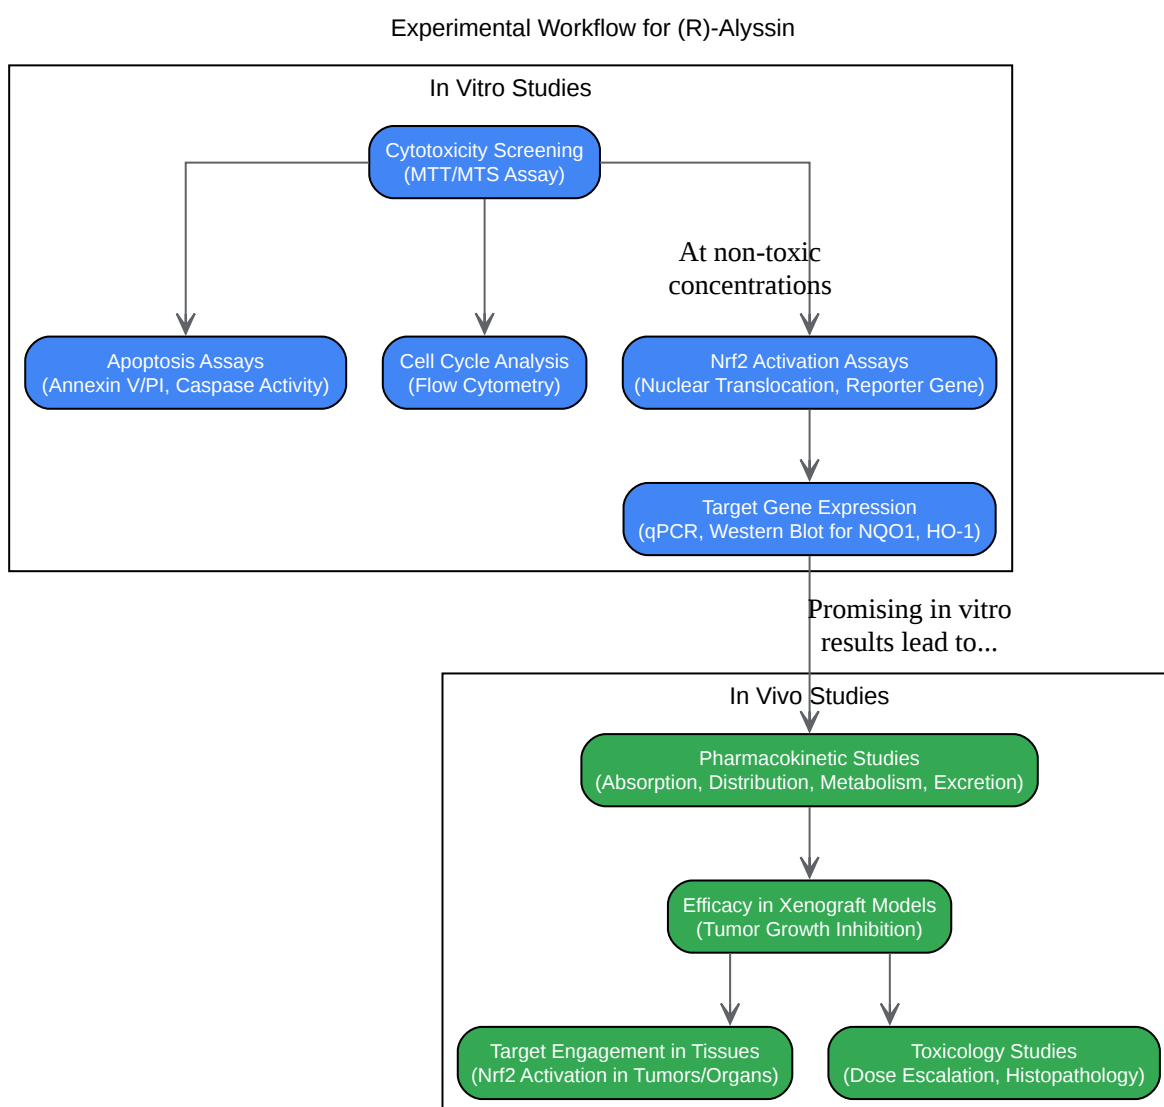 Experimental Workflow for (R)-Alyssin
In Vitro Studies
Cytotoxicity Screening
(MTT/MTS Assay)
At non-toxic
concentrations
Apoptosis Assays
(Annexin V/PI, Caspase Activity)
Cell Cycle Analysis
(Flow Cytometry)
Nrf2 Activation Assays
(Nuclear Translocation, Reporter Gene)
Target Gene Expression
(qPCR, Western Blot for NQO1, HO-1)
Promising in vitro
results lead to...
In Vivo Studies
Pharmacokinetic Studies
(Absorption, Distribution, Metabolism, Excretion)
Efficacy in Xenograft Models
(Tumor Growth Inhibition)
Target Engagement in Tissues
(Nrf2 Activation in Tumors/Organs)
Toxicology Studies
(Dose Escalation, Histopathology)